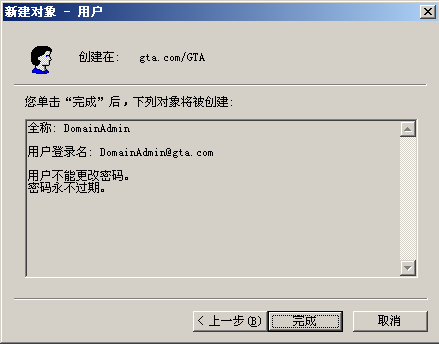 新建对象 - 用户
创建在: gta.com/GTA
您单击“完成”后，下列对象将被创建:
全称: DomainAdmin
用户登录名: DomainAdmin@gta.com
用户不能更改密码。
密码永不过期。
< 上一步(B) 完成 取消